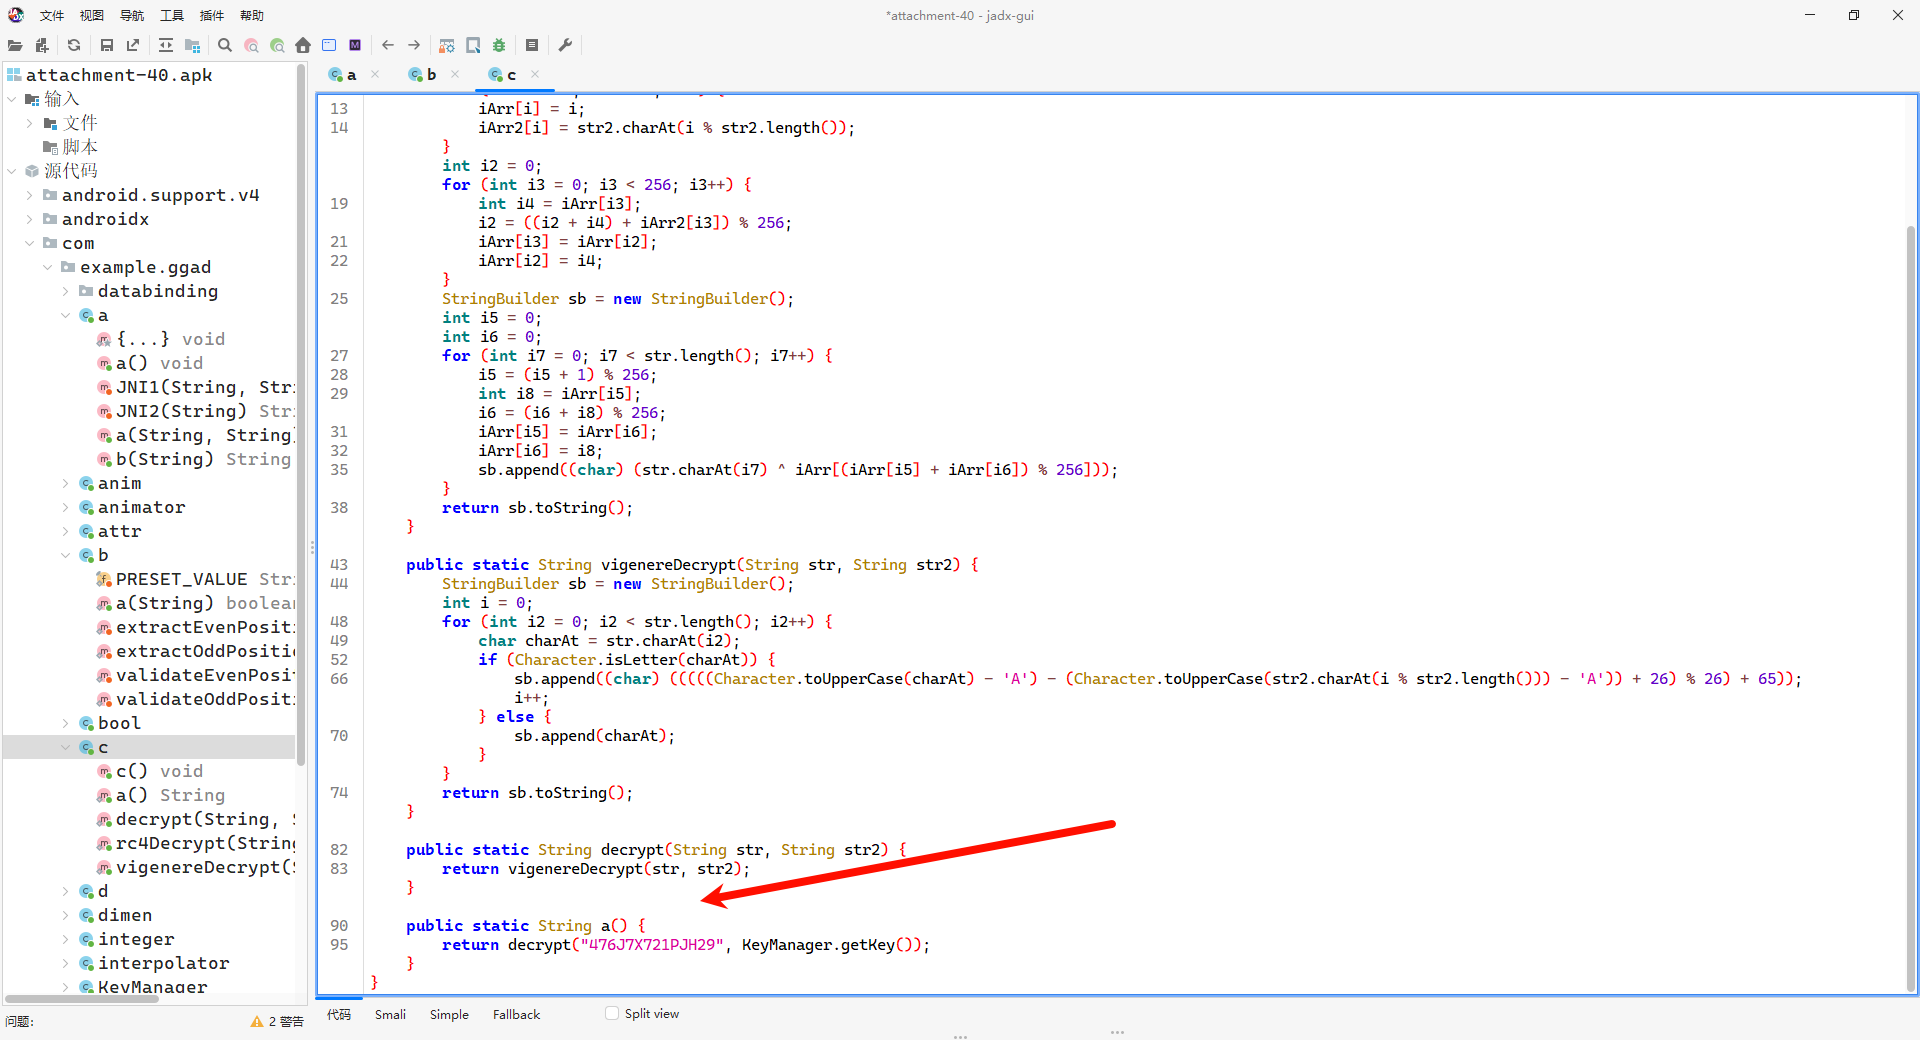 文件 视图 导航 工具 插件 帮助
*attachment-40 - jadx-gui
attachment-40.apk
输入
文件
脚本
源代码
android.support.v4
androidx
com
example.ggad
databinding
a
{...} void
a() void
JNI1(String, Stri
JNI2(String) Stri
a(String, String)
b(String) String
anim
animator
attr
b
PRESET_VALUE Stri
a(String) boolean
extractEvenPositi
extractOddPositio
validateEvenPosit
validateOddPositi
bool
c
c() void
a() String
decrypt(String, S
rc4Decrypt(String
vigenereDecrypt(S
d
dimen
integer
interpolator
KeyManager
问题:
2 警告
a b c
13 iArr[i] = i;
14 iArr2[i] = str2.charAt(i % str2.length());
}
int i2 = 0;
for (int i3 = 0; i3 < 256; i3++) {
19 int i4 = iArr[i3];
i2 = ((i2 + i4) + iArr2[i3]) % 256;
21 iArr[i3] = iArr[i2];
22 iArr[i2] = i4;
}
25 StringBuilder sb = new StringBuilder();
int i5 = 0;
int i6 = 0;
27 for (int i7 = 0; i7 < str.length(); i7++) {
28 i5 = (i5 + 1) % 256;
29 int i8 = iArr[i5];
i6 = (i6 + i8) % 256;
31 iArr[i5] = iArr[i6];
32 iArr[i6] = i8;
35 sb.append((char) (str.charAt(i7) ^ iArr[(iArr[i5] + iArr[i6]) % 256]));
}
38 return sb.toString();
}
43 public static String vigenereDecrypt(String str, String str2) {
44 StringBuilder sb = new StringBuilder();
int i = 0;
48 for (int i2 = 0; i2 < str.length(); i2++) {
49 char charAt = str.charAt(i2);
52 if (Character.isLetter(charAt)) {
66 sb.append((char) (((((Character.toUpperCase(charAt) - 'A') - (Character.toUpperCase(str2.charAt(i % str2.length())) - 'A')) + 26) % 26) + 65));
i++;
} else {
70 sb.append(charAt);
}
}
74 return sb.toString();
}
82 public static String decrypt(String str, String str2) {
83 return vigenereDecrypt(str, str2);
}
90 public static String a() {
95 return decrypt("476J7X721PJH29", KeyManager.getKey());
}
}
代码 Smali Simple Fallback Split view